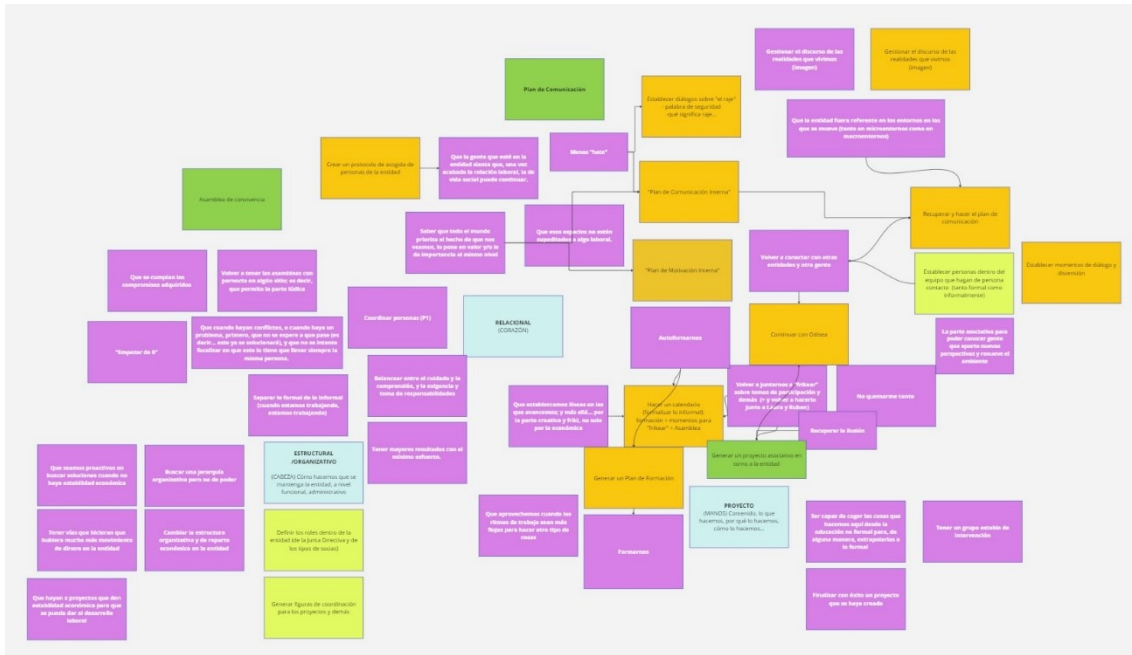 Gestionar el discurso de las
realidades que vivimos
(imagen)
Gestionar el discurso de las
realidades que vivimos
(imagen)
Plan de Comunicación
Establecer diálogos sobre "el raje"
palabra de seguridad
-qué significa raje...
Que la entidad fuera referente en los entornos en los
que se mueve (tanto en microentornos como en
macroentornos)
Menos "hate"
Crear un protocolo de acogida de
personas de la entidad
Que la gente que esté en la
entidad sienta que, una vez
acabada la relación laboral, la de
vida social puede continuar.
Asamblea de convivencia
"Plan de Comunicación Interna"
Recuperar y hacer el plan de
comunicación
Saber que todo el mundo
prioriza el hecho de que nos
veamos, lo pone en valor y/o le
da importancia al mismo nivel
Que esos espacios no estén
supeditados a algo laboral.
Volver a conectar con otras
entidades y otra gente
Establecer momentos de diálogo y
distensión
Que se cumplan los
compromisos adquiridos
Volver a tener las asambleas con
pernocta en algún sitio; es decir,
que permita la parte lúdica
"Plan de Motivación Interna"
Establecer personas dentro del
equipo que hagan de persona
contacto (tanto formal como
informalmente)
Coordinar personas (P1)
RELACIONAL
(CORAZÓN)
Autoformarnos
Continuar con Odisea
"Empezar de 0"
Que cuando hayan conflictos, o cuando haya un
problema, primero, que no se espere a que pase (es
decir... esto ya se solucionará), y que no se intente
focalizar en que esto lo tiene que llevar siempre la
misma persona.
La parte asociativa para
poder conocer gente
que aporte nuevas
perspectivas y renueve el
ambiente
Balancear entre el cuidado y la
comprensión, y la exigencia y
toma de responsabilidades
Separar lo formal de lo informal
(cuando estamos trabajando,
estamos trabajando)
Que establezcamos líneas en las
que avancemos; y más allá... por
la parte creativa y friki, no solo
por la económica
Hacer un calendario
(formalizar lo informal):
formación + momentos para
"frikear" + Asamblea
Volver a juntarnos a "frikear"
sobre temas de participación y
demás (+ y volver a hacerlo
junto a Laura y Ruben)
No quemarme tanto
Recuperar la ilusión
Tener mayores resultados con el
mínimo esfuerzo.
ESTRUCTURAL
/ORGANIZATIVO
(CABEZA) Cómo hacemos que se
mantenga la entidad, a nivel
funcional, administrativo
Generar un proyecto asociativo en
torno a la entidad
Que seamos proactivos en
buscar soluciones cuando no
haya estabilidad económica
Buscar una jerarquía
organizativa pero no de poder
Generar un Plan de Formación
PROYECTO
(MANOS) Contenido, lo que
hacemos, por qué lo hacemos,
cómo lo hacemos...
Que aprovechemos cuando los
ritmos de trabajo sean más
flojos para hacer otro tipo de
cosas
Ser capaz de coger las cosas que
hacemos aquí desde la
educación no formal para, de
alguna manera, extrapolarlas a
lo formal
Tener un grupo estable de
intervención
Tener vías que hicieran que
hubiera mucho más movimiento
de dinero en la entidad
Cambiar la estructura
organizativa y de reparto
económico en la entidad
Definir los roles dentro de la
entidad (de la Junta Directiva y de
los tipos de socias)
Formarnos
Que hayan + proyectos que den
estabilidad económica para que
se pueda dar el desarrollo
laboral
Generar figuras de coordinación
para los proyectos y demás
Finalizar con éxito un proyecto
que se haya creado